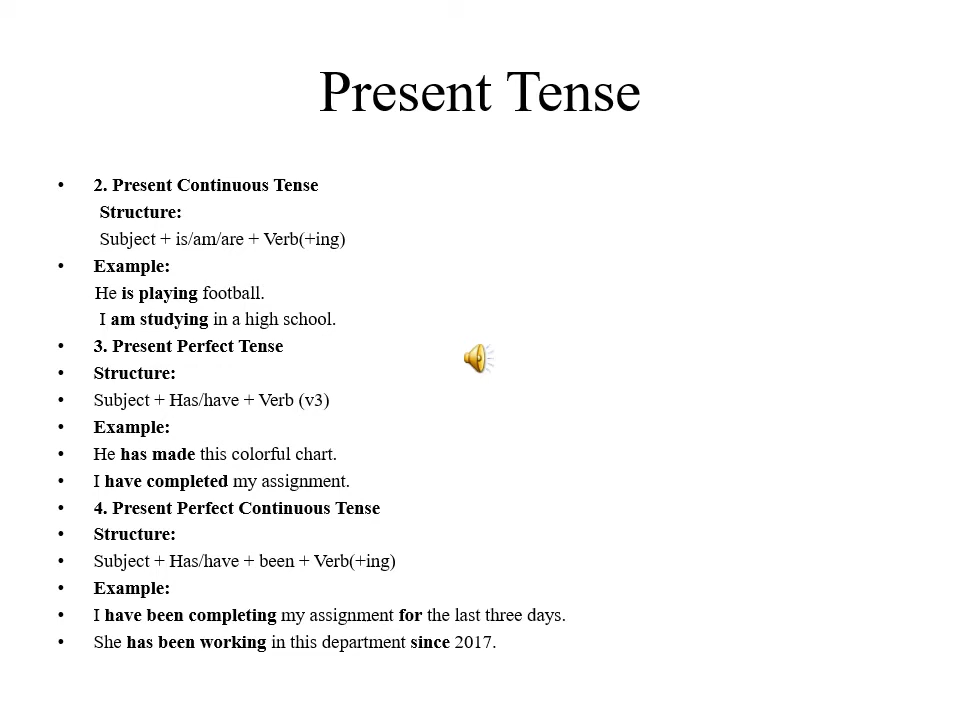 Present Tense
• 2. Present Continuous Tense
Structure:
Subject + is/am/are + Verb(+ing)
• Example:
He is playing football.
I am studying in a high school.
• 3. Present Perfect Tense
• Structure:
• Subject + Has/have + Verb (v3)
• Example:
• He has made this colorful chart.
• I have completed my assignment.
• 4. Present Perfect Continuous Tense
• Structure:
• Subject + Has/have + been + Verb(+ing)
• Example:
• I have been completing my assignment for the last three days.
• She has been working in this department since 2017.